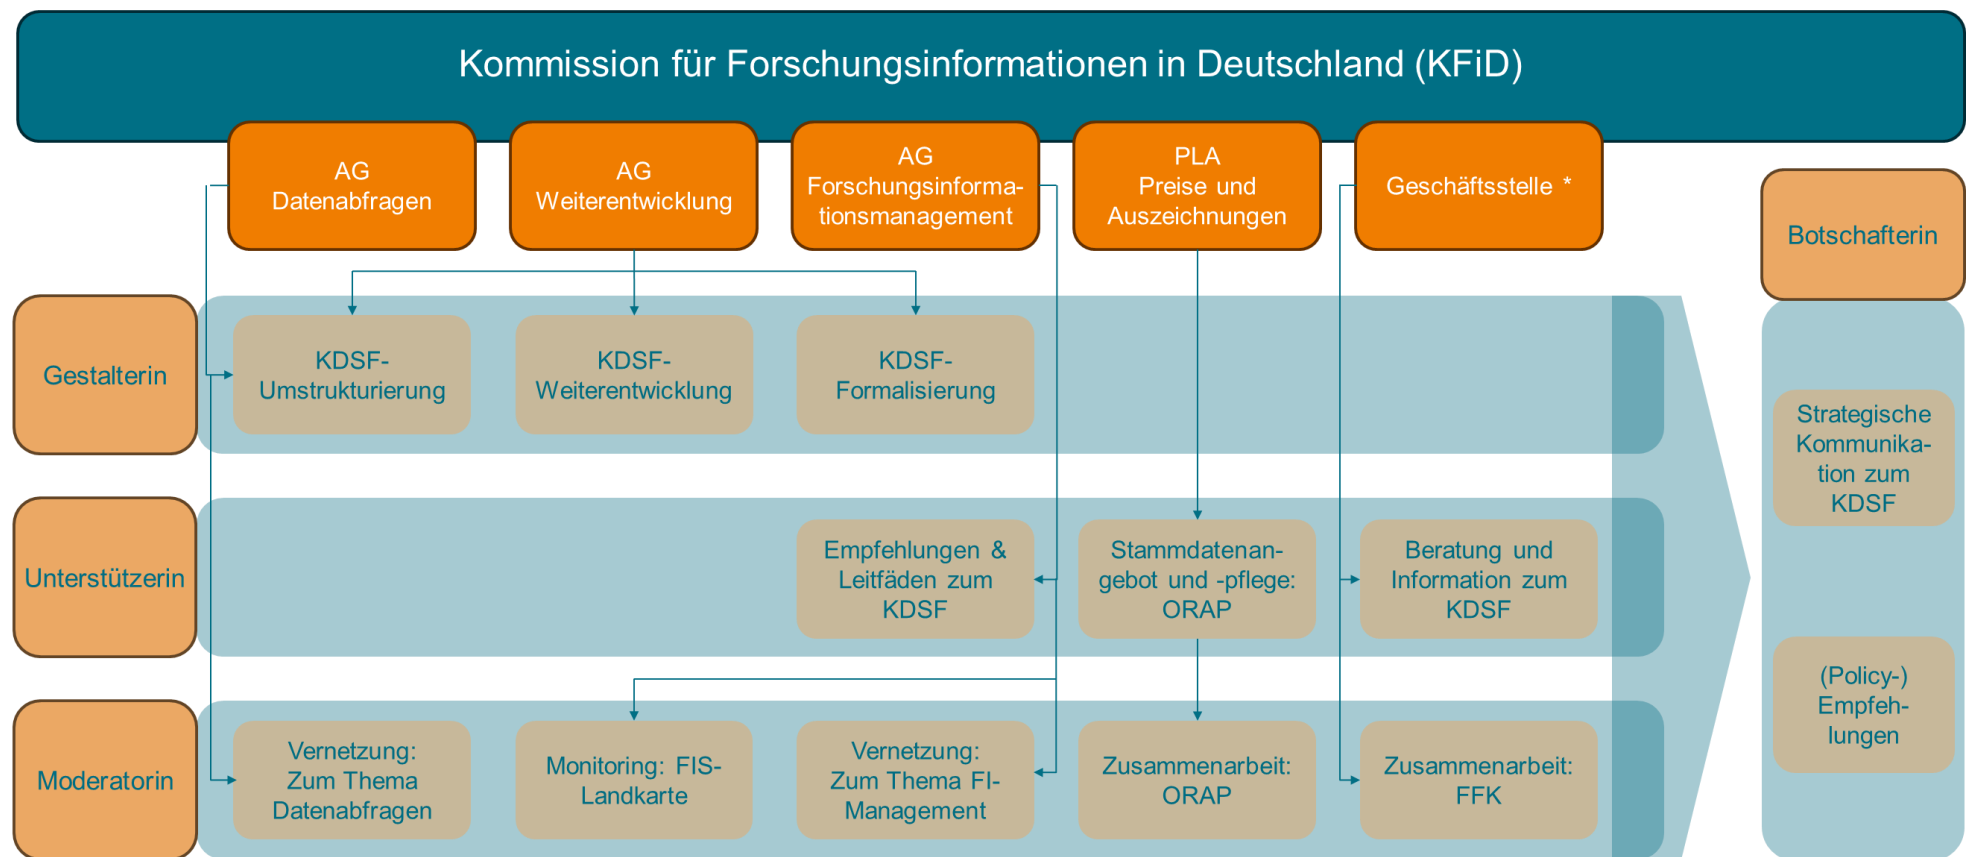 Kommission für Forschungsinformationen in Deutschland (KFiD)
AG
Datenabfragen
AG
Weiterentwicklung
AG
Forschungsinforma-
tionsmanagement
PLA
Preise und
Auszeichnungen
Geschäftsstelle *
Botschafterin
Gestalterin
KDSF-
Umstrukturierung
KDSF-
Weiterentwicklung
KDSF-
Formalisierung
Strategische
Kommunika-
tion zum
KDSF
Unterstützerin
Empfehlungen &
Leitfäden zum
KDSF
Stammdatenan-
gebot und -pflege:
ORAP
Beratung und
Information zum
KDSF
(Policy-)
Empfeh-
lungen
Moderatorin
Vernetzung:
Zum Thema
Datenabfragen
Monitoring: FIS-
Landkarte
Vernetzung:
Zum Thema FI-
Management
Zusammenarbeit:
ORAP
Zusammenarbeit:
FFK